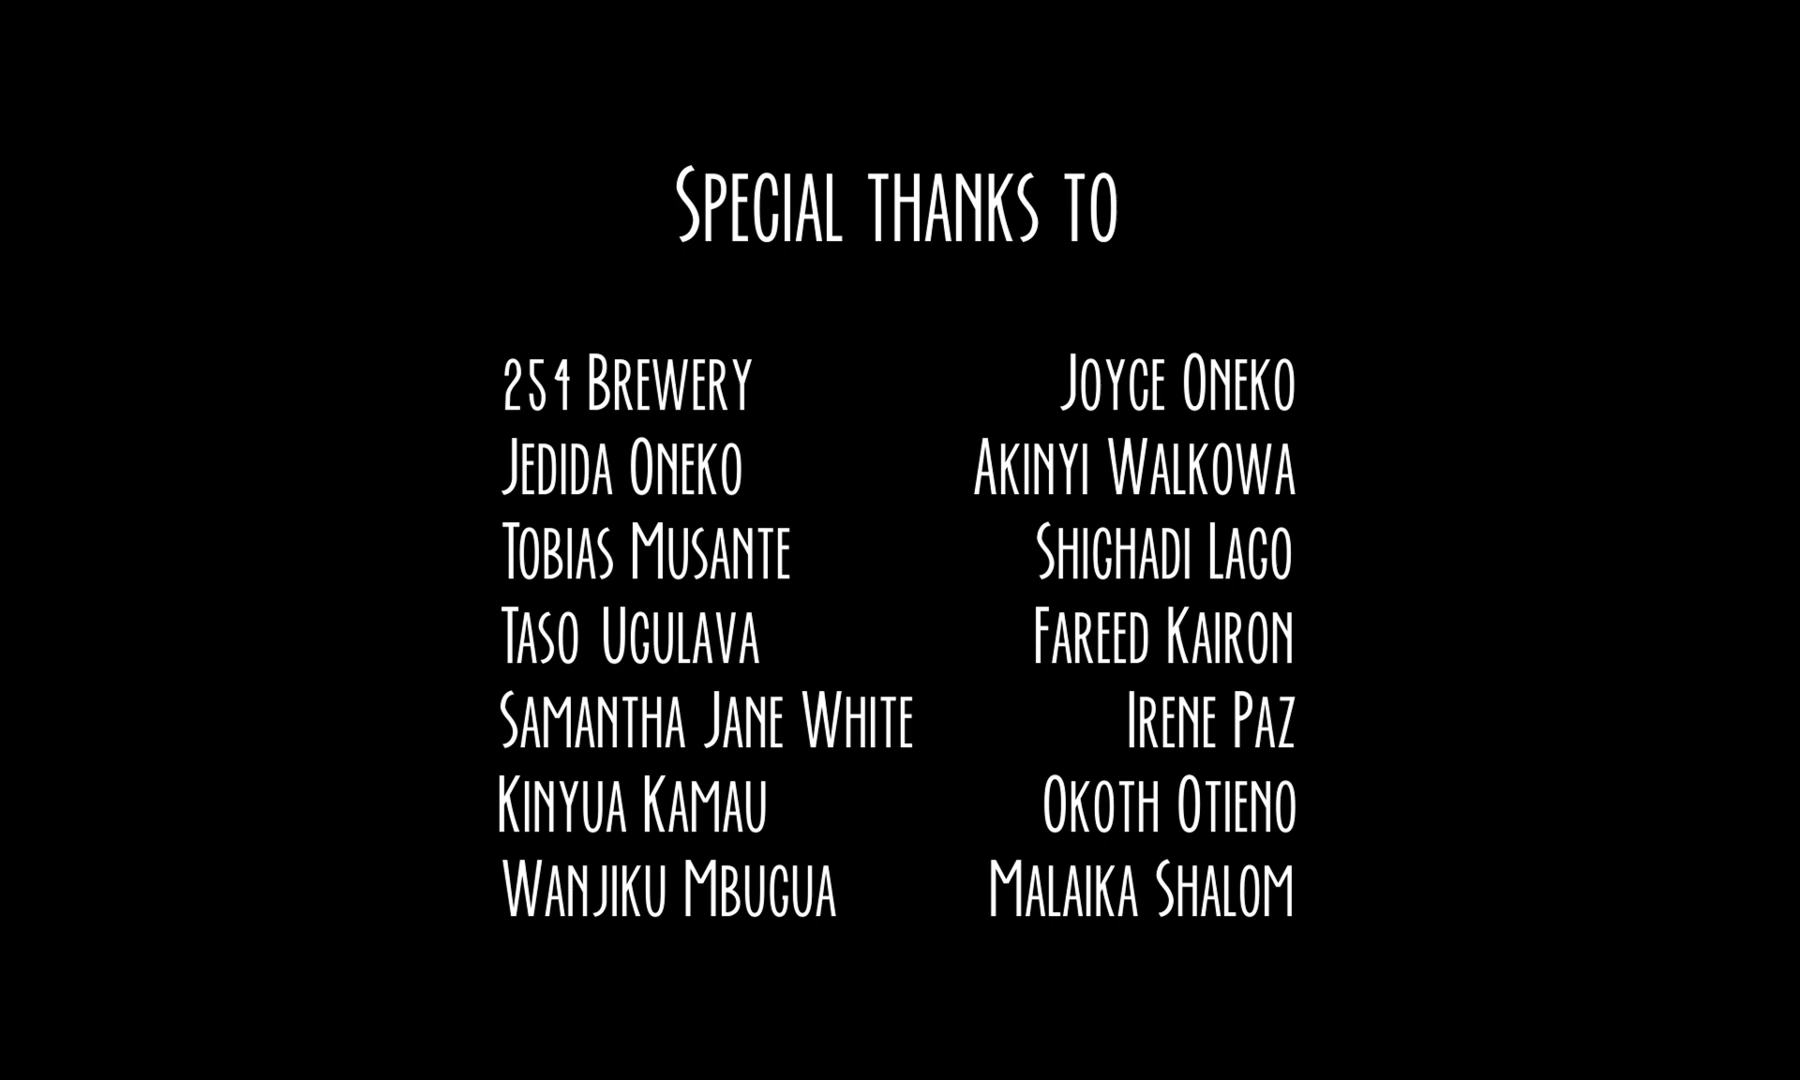 Special thanks to
254 Brewery
Jedida Oneko
Tobias Musante
Taso Ugulava
Samantha Jane White
Kinyua Kamau
Wanjiku Mbugua
Joyce Oneko
Akinyi Walkowa
Shighadi Lago
Fareed Kairon
Irene Paz
Okoth Otieno
Malaika Shalom